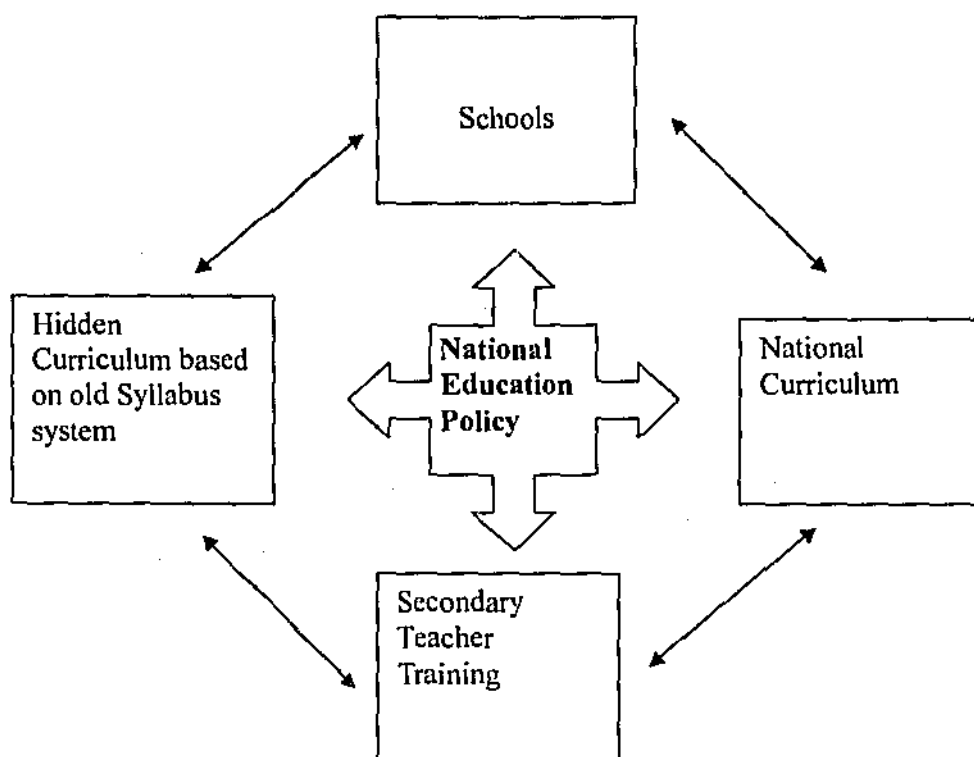 Schools
Hidden
Curriculum based
on old Syllabus
system
National
Education
Policy
National
Curriculum
Secondary
Teacher
Training